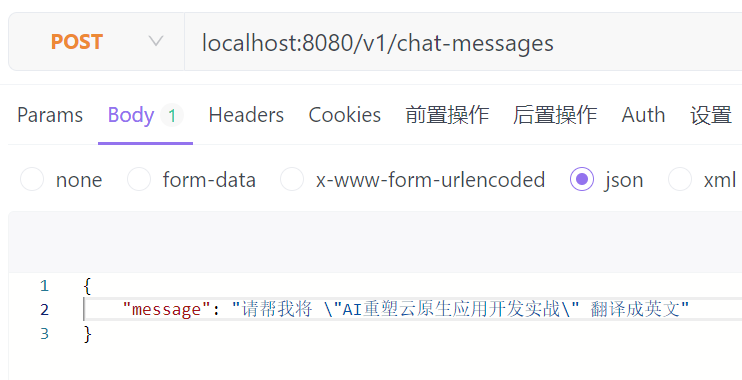 POST localhost:8080/v1/chat-messages
Params Body 1 Headers Cookies 前置操作 后置操作 Auth 设置
none form-data x-www-form-urlencoded json xml
1 {
2 "message": "请帮我将 \"AI重塑云原生应用开发实战\" 翻译成英文"
3 }